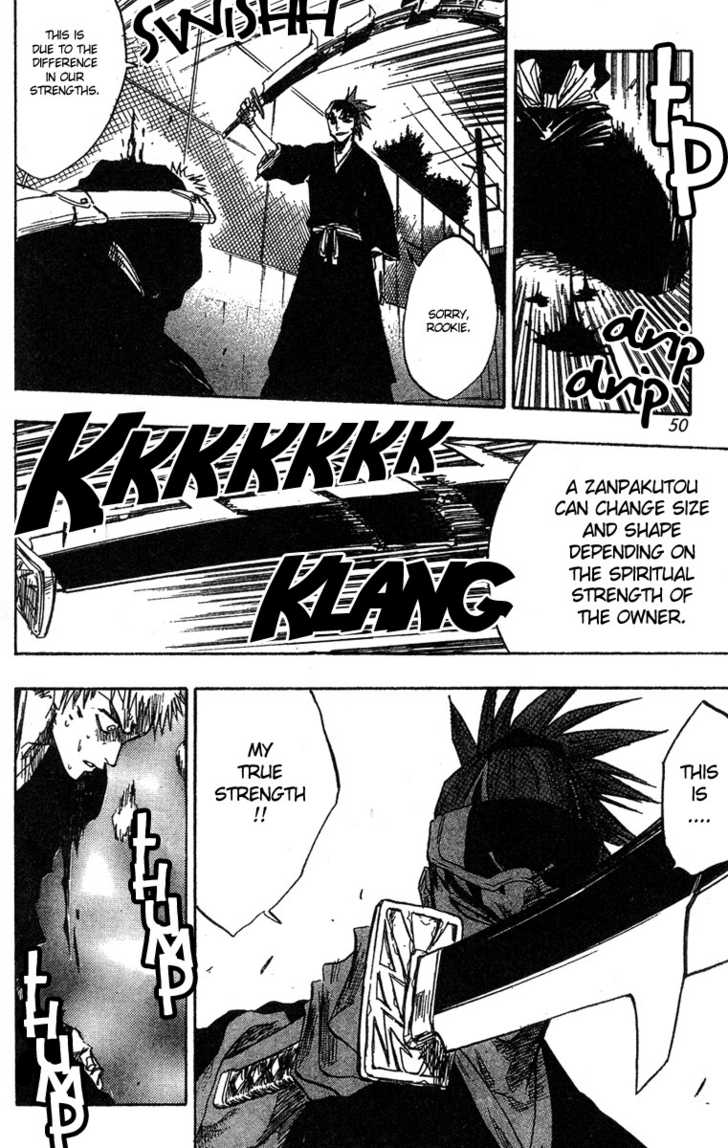 tP
drip
drip
50
SWISHH
THIS IS
DUE TO THE
DIFFERENCE
IN OUR
STRENGTHS.
SORRY,
ROOKIE.
KKKKKKK
KLANG
A ZANPAKUTOU
CAN CHANGE SIZE
AND SHAPE
DEPENDING ON
THE SPIRITUAL
STRENGTH OF
THE OWNER.
THIS
IS
....
MY
TRUE
STRENGTH
!!
tHUMP
tHUMP